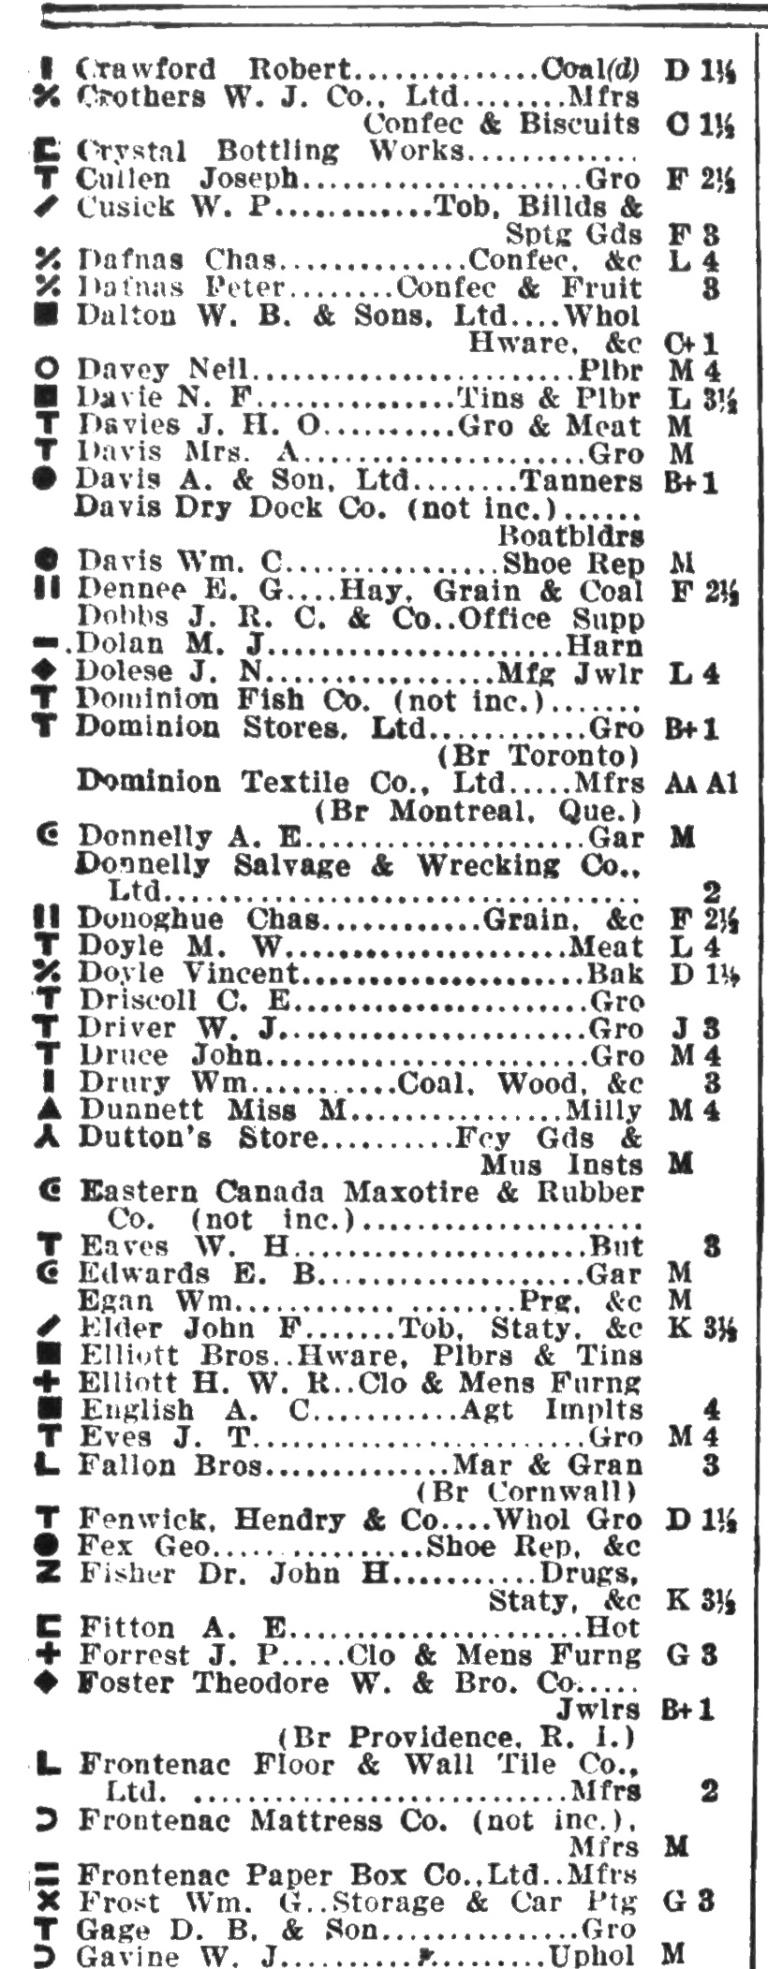 Crawford Robert...............Coal(d) D 1½
Crothers W. J. Co., Ltd........Mfrs
Confec & Biscuits C 1½
Crystal Bottling Works.............
Cullen Joseph.....................Gro F 2½
Cusick W. P.............Tob, Billds &
Sptg Gds F 3
Dafnas Chas...............Confec, &c L 4
Dafnas Peter........Confec & Fruit 3
Dalton W. B. & Sons, Ltd....Whol
Hware, &c C+1
Davey Neil........................Plbr M 4
Davie N. F...............Tins & Plbr L 3½
Davies J. H. O..........Gro & Meat M
Davis Mrs. A.....................Gro M
Davis A. & Son, Ltd........Tanners B+1
Davis Dry Dock Co. (not inc.)......
Boatbldrs
Davis Wm. C................Shoe Rep M
Dennee E. G....Hay, Grain & Coal F 2½
Dobbs J. R. C. & Co..Office Supp
Dolan M. J......................Harn
Dolese J. N.................Mfg Jwlr L 4
Dominion Fish Co. (not inc.).......
Dominion Stores, Ltd............Gro B+1
(Br Toronto)
Dominion Textile Co., Ltd.....Mfrs AA A1
(Br Montreal, Que.)
Donnelly A. E.....................Gar M
Donnelly Salvage & Wrecking Co.,
Ltd................................... 2
Donoghue Chas............Grain, &c F 2½
Doyle M. W.....................Meat L 4
Doyle Vincent.....................Bak D 1½
Driscoll C. E.....................Gro
Driver W. J.......................Gro J 3
Druce John........................Gro M 4
Drury Wm...........Coal, Wood, &c 3
Dunnett Miss M................Milly M 4
Dutton's Store..........Fcy Gds &
Mus Insts M
Eastern Canada Maxotire & Rubber
Co. (not inc.).....................
Eaves W. H......................But 3
Edwards E. B....................Gar M
Egan Wm............ ........Prg, &c M
Elder John F.......Tob, Staty, &c K 3½
Elliott Bros..Hware, Plbrs & Tins
Elliott H. W. R..Clo & Mens Furng
English A. C...........Agt Implts 4
Eves J. T.........................Gro M 4
Fallon Bros..............Mar & Gran 3
(Br Cornwall)
Fenwick, Hendry & Co....Whol Gro D 1½
Fex Geo................Shoe Rep, &c
Fisher Dr. John H...........Drugs,
Staty, &c K 3½
Fitton A. E......................Hot
Forrest J. P.....Clo & Mens Furng G 3
Foster Theodore W. & Bro. Co.....
Jwlrs B+1
(Br Providence, R. I.)
Frontenac Floor & Wall Tile Co.,
Ltd. ............................Mfrs 2
Frontenac Mattress Co. (not inc.),
Mfrs M
Frontenac Paper Box Co.,Ltd..Mfrs
Frost Wm. G..Storage & Car Ptg G 3
Gage D. B. & Son...............Gro
Gavine W. J...................Uphol M